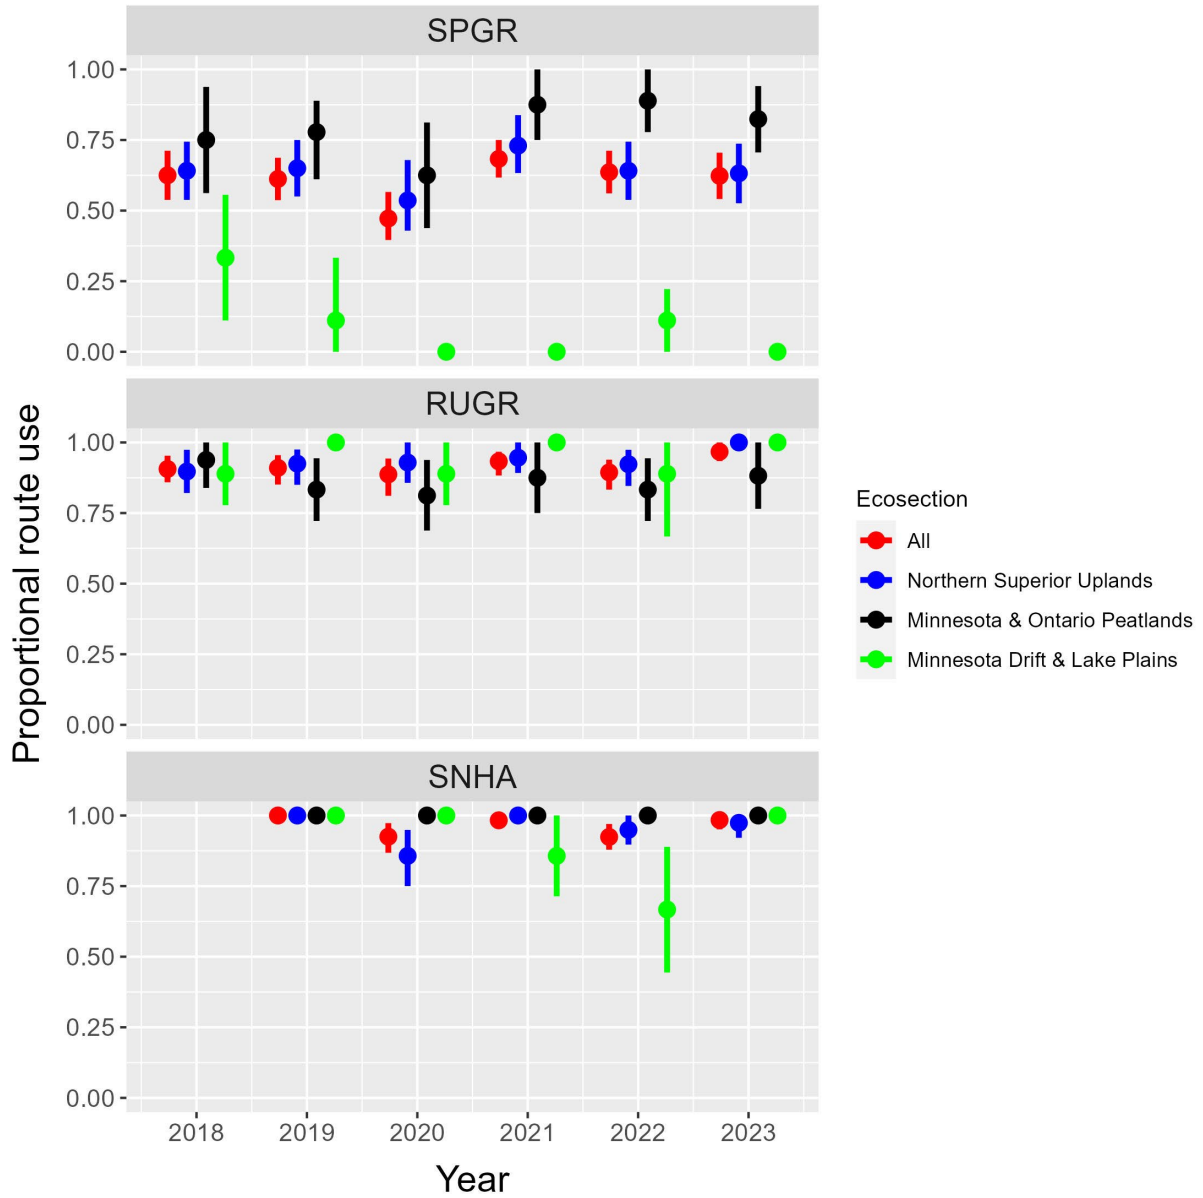 SPGR
1.00
0.75
0.50
0.25
0.00
RUGR
1.00
0.75
0.50
0.25
0.00
SNHA
1.00
0.75
0.50
0.25
0.00
2018 2019 2020 2021 2022 2023
Year
Proportional route use
Ecosection
All
Northern Superior Uplands
Minnesota & Ontario Peatlands
Minnesota Drift & Lake Plains